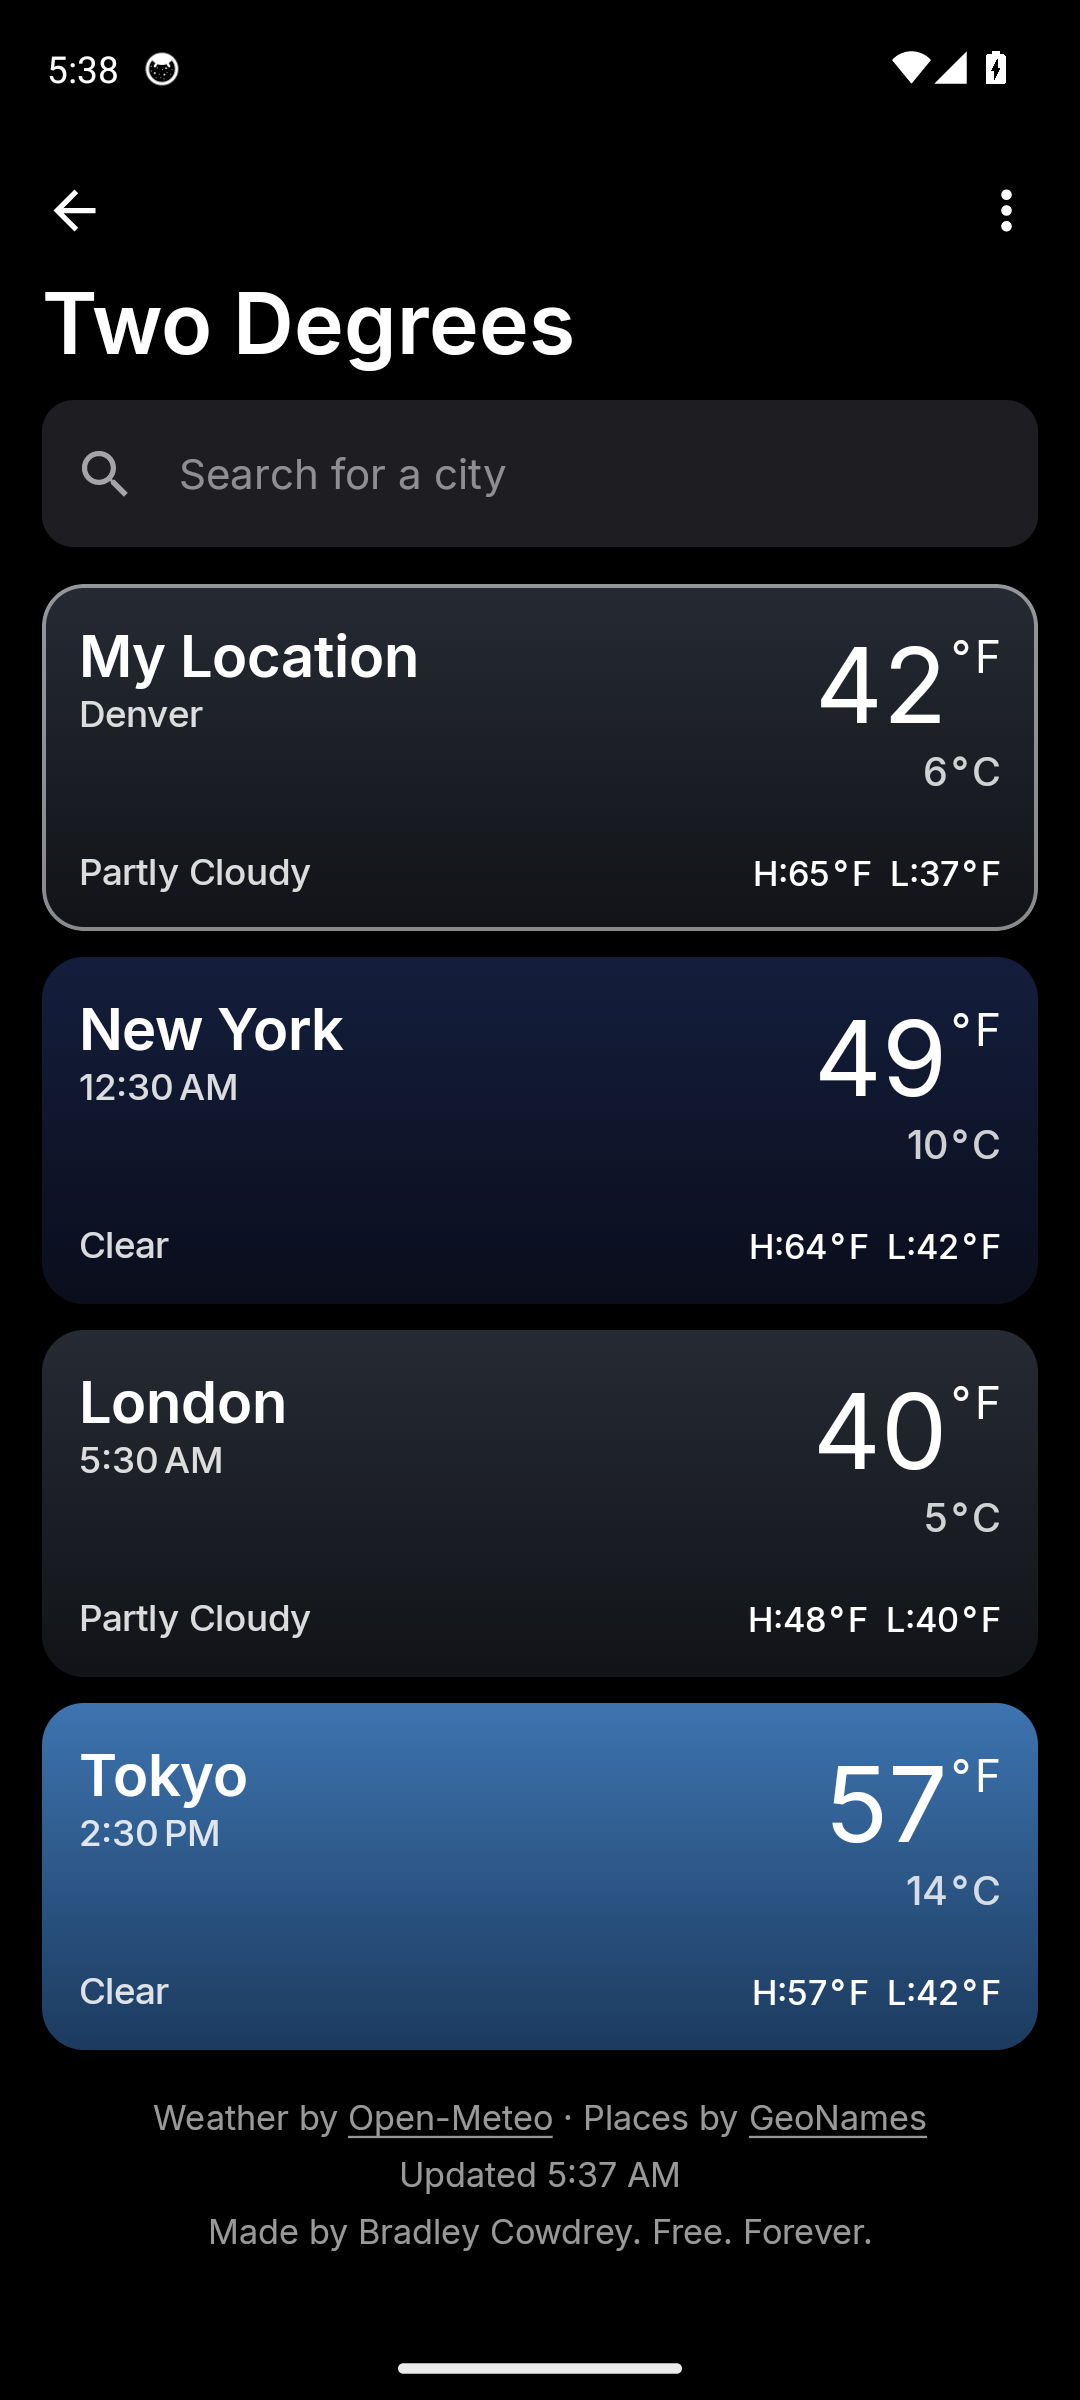 5:38
Two Degrees
Search for a city
My Location
Denver
42°F
6°C
Partly Cloudy
H:65°F L:37°F
New York
12:30 AM
49°F
10°C
Clear
H:64°F L:42°F
London
5:30 AM
40°F
5°C
Partly Cloudy
H:48°F L:40°F
Tokyo
2:30 PM
57°F
14°C
Clear
H:57°F L:42°F
Weather by Open-Meteo · Places by GeoNames
Updated 5:37 AM
Made by Bradley Cowdrey. Free. Forever.